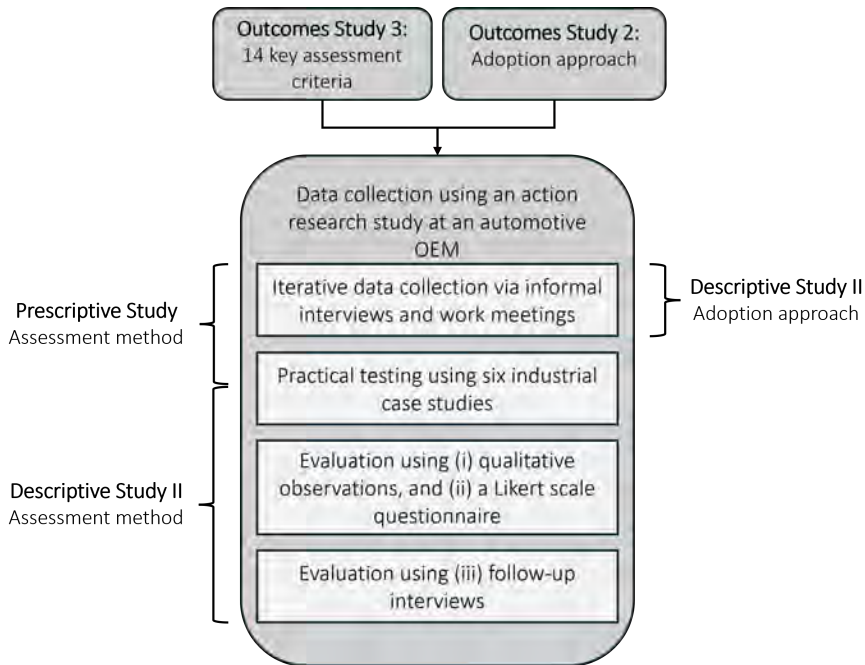 Outcomes Study 3:
14 key assessment
criteria
Outcomes Study 2:
Adoption approach
Data collection using an action
research study at an automotive
OEM
Prescriptive Study
Assessment method
Iterative data collection via informal
interviews and work meetings
Descriptive Study II
Adoption approach
Practical testing using six industrial
case studies
Descriptive Study II
Assessment method
Evaluation using (i) qualitative
observations, and (ii) a Likert scale
questionnaire
Evaluation using (iii) follow-up
interviews